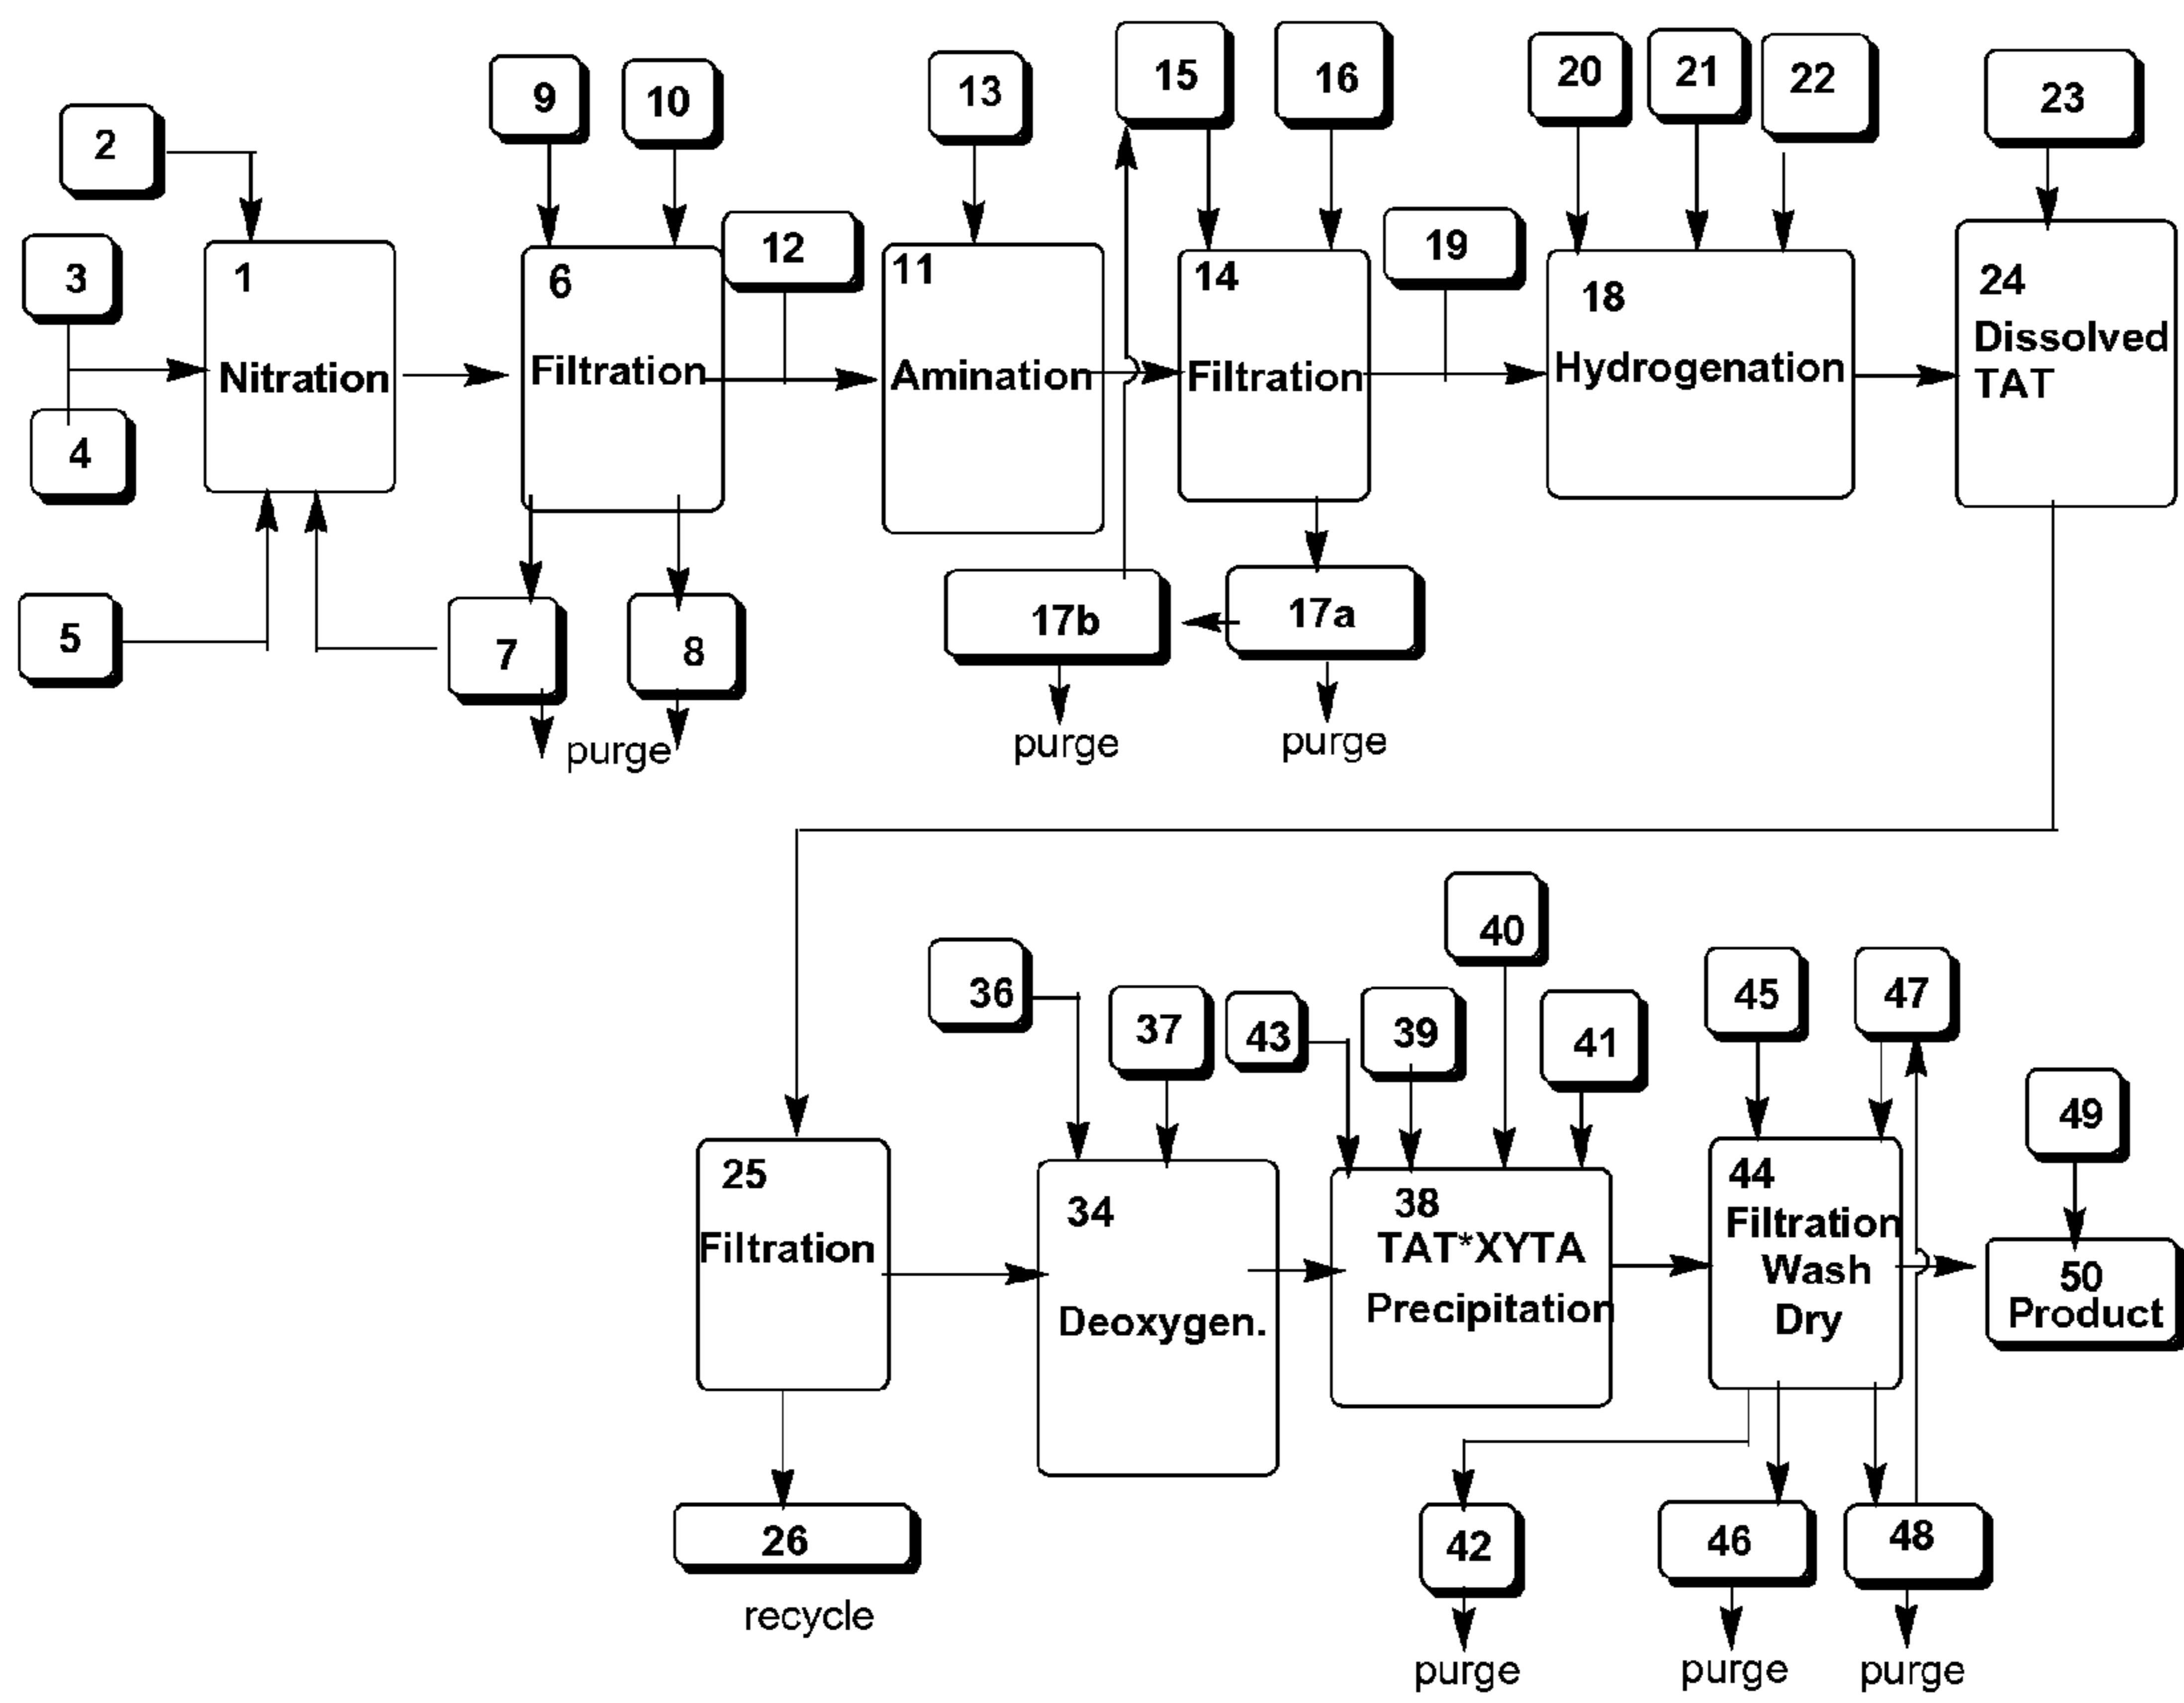 2
9
10
13
15
16
20
21
22
23
3
4
5
1
Nitration
6
Filtration
12
11
Amination
14
Filtration
19
18
Hydrogenation
24
Dissolved
TAT
7
8
purge
17b
17a
purge
purge
36
37
43
39
40
41
45
47
49
25
Filtration
26
recycle
34
Deoxygen.
38
TAT*XYTA
Precipitation
44
Filtration
Wash
Dry
50
Product
42
46
48
purge
purge
purge